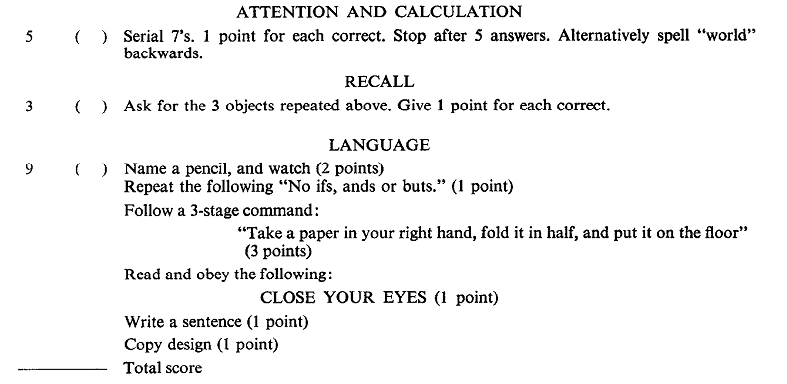 ATTENTION AND CALCULATION
5 ( ) Serial 7's. 1 point for each correct. Stop after 5 answers. Alternatively spell “world”
backwards.
RECALL
3 ( ) Ask for the 3 objects repeated above. Give 1 point for each correct.
LANGUAGE
9 ( ) Name a pencil, and watch (2 points)
Repeat the following “No ifs, ands or buts.” (1 point)
Follow a 3-stage command:
“Take a paper in your right hand, fold it in half, and put it on the floor”
(3 points)
Read and obey the following:
CLOSE YOUR EYES (1 point)
Write a sentence (1 point)
Copy design (1 point)
Total score